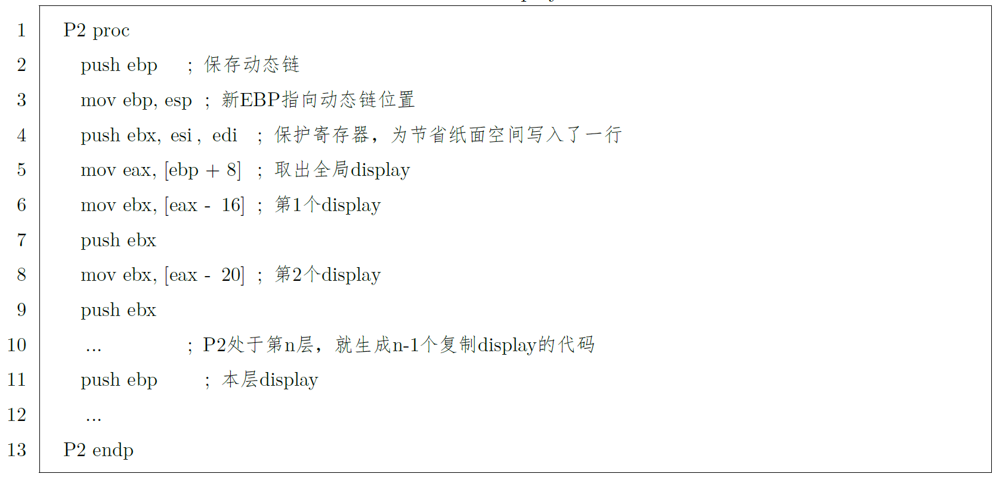 1 P2 proc
2 push ebp ; 保存动态链
3 mov ebp, esp ; 新EBP指向动态链位置
4 push ebx, esi , edi ; 保护寄存器，为节省纸面空间写入了一行
5 mov eax, [ebp + 8] ; 取出全局display
6 mov ebx, [eax - 16] ; 第1个display
7 push ebx
8 mov ebx, [eax - 20] ; 第2个display
9 push ebx
10 ... ; P2处于第n层，就生成n-1个复制display的代码
11 push ebp ; 本层display
12 ...
13 P2 endp